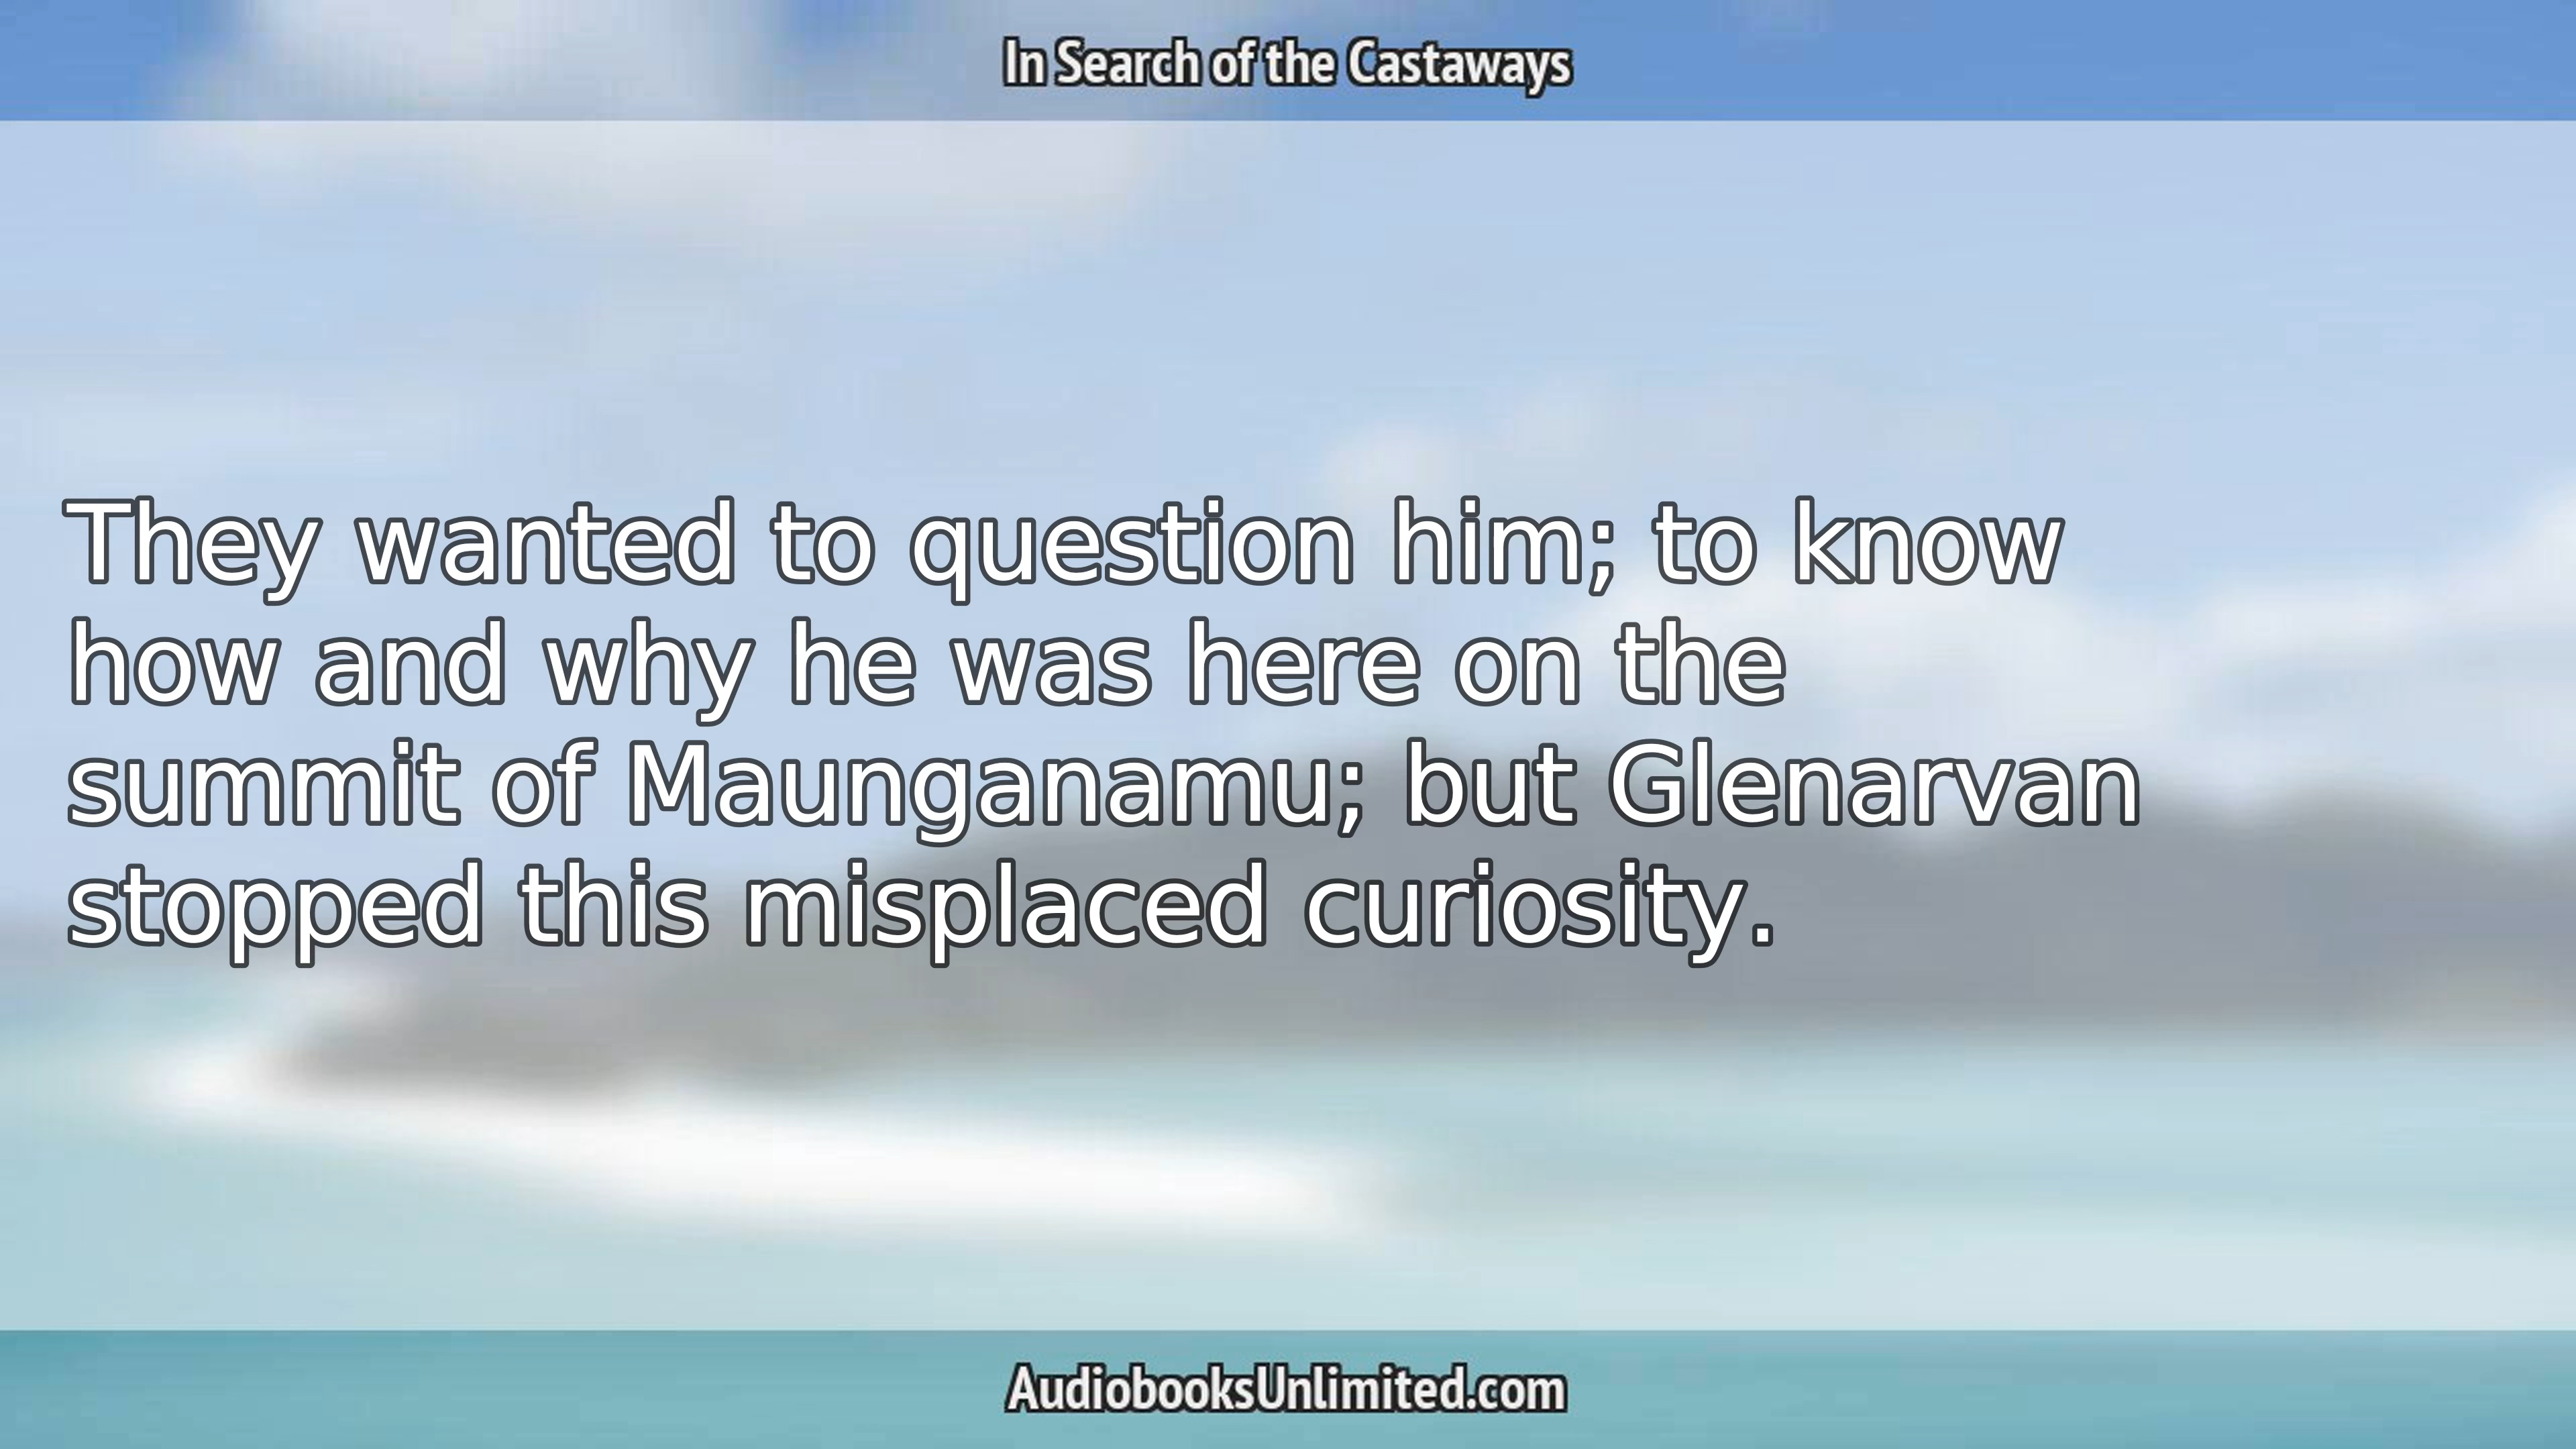 In Search of the Castaways
They wanted to question him; to know
how and why he was here on the
summit of Maunganamu; but Glenarvan
stopped this misplaced curiosity.
AudiobooksUnlimited.com